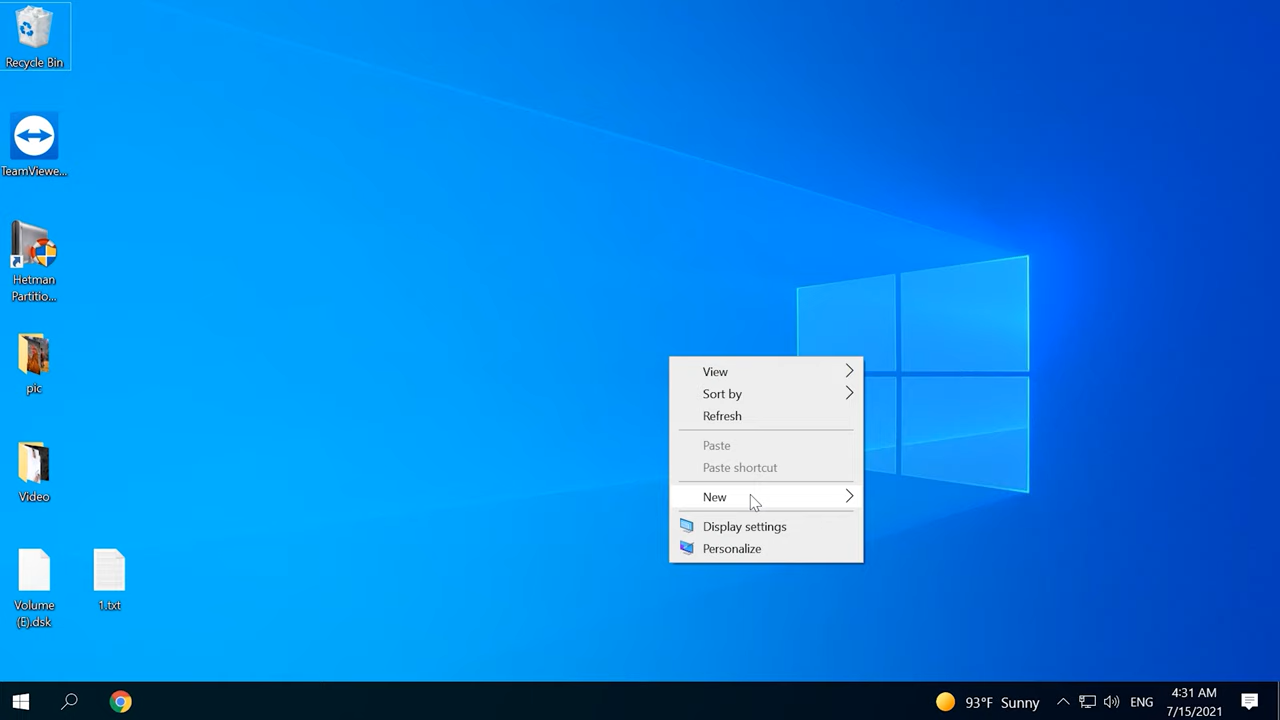 Recycle Bin
TeamViewe...
Hetman
Partitio...
pic
Video
Volume
(E).dsk
1.txt
View
Sort by
Refresh
Paste
Paste shortcut
New
Display settings
Personalize
93°F Sunny
ENG
4:31 AM
7/15/2021